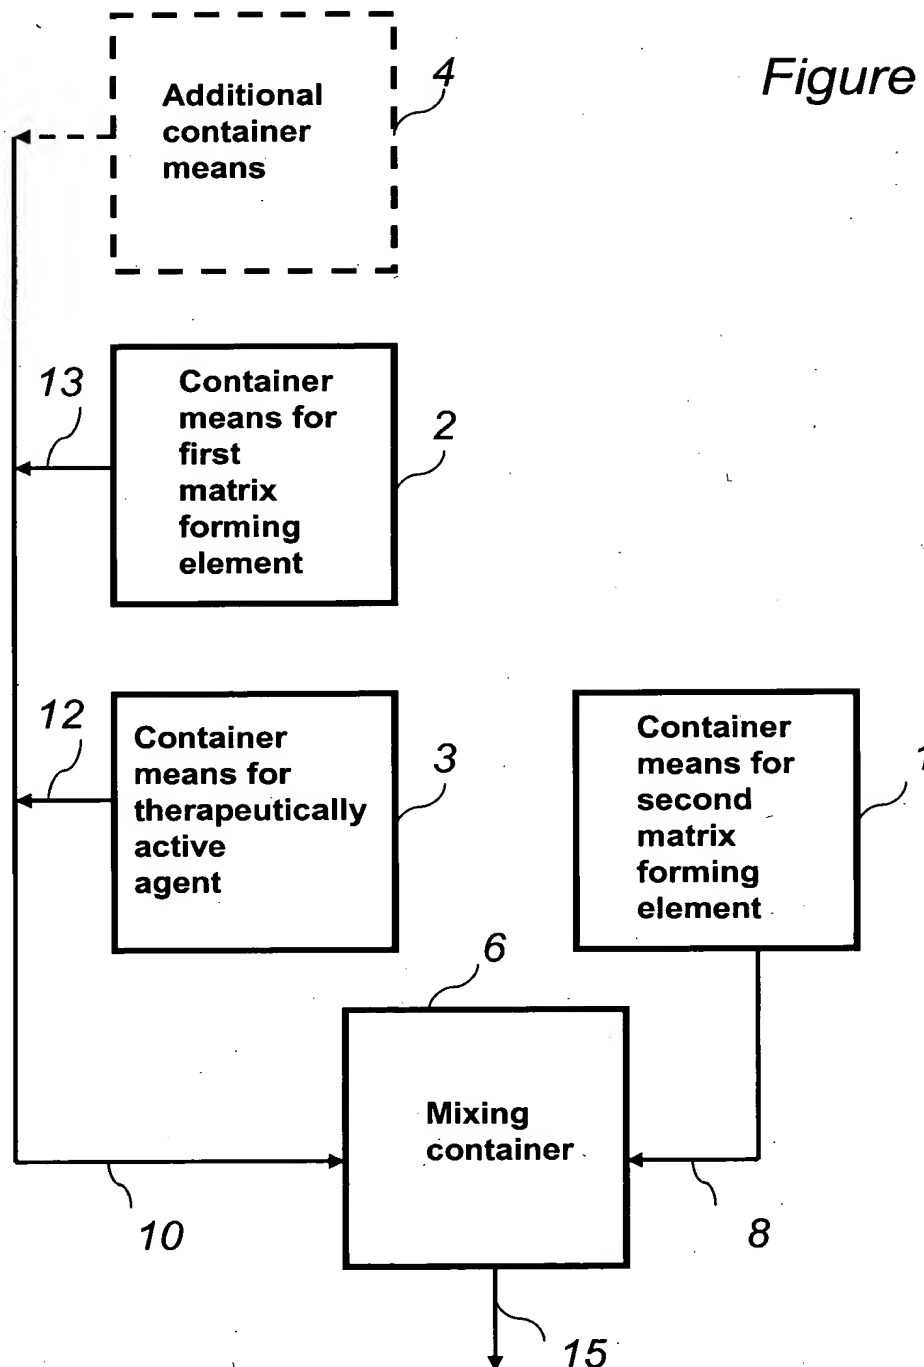 Figure
4
Additional
container
means
13
Container
means for
first
matrix
forming
element
2
12
Container
means for
therapeutically
active
agent
3
Container
means for
second
matrix
forming
element
1
6
Mixing
container
10
8
15